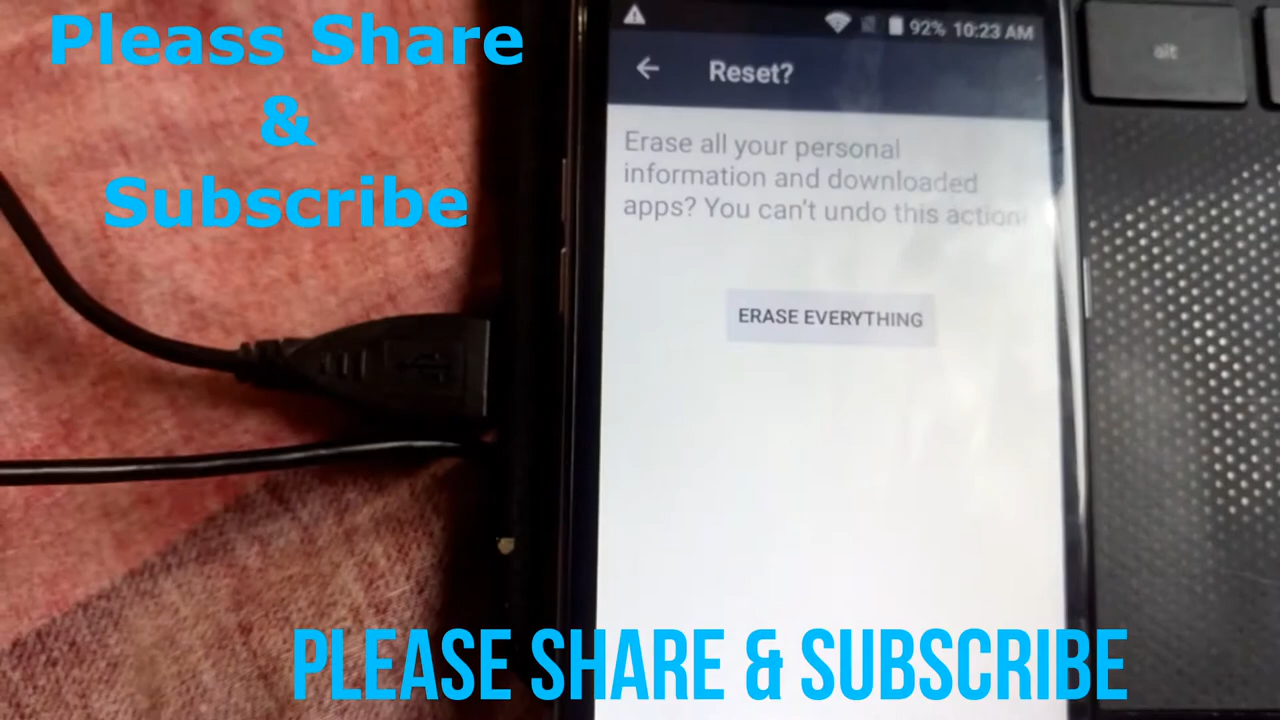 Pleass Share
&
Subscribe
92% 10:23 AM
Reset?
Erase all your personal
information and downloaded
apps? You can't undo this action!
ERASE EVERYTHING
alt
PLEASE SHARE & SUBSCRIBE